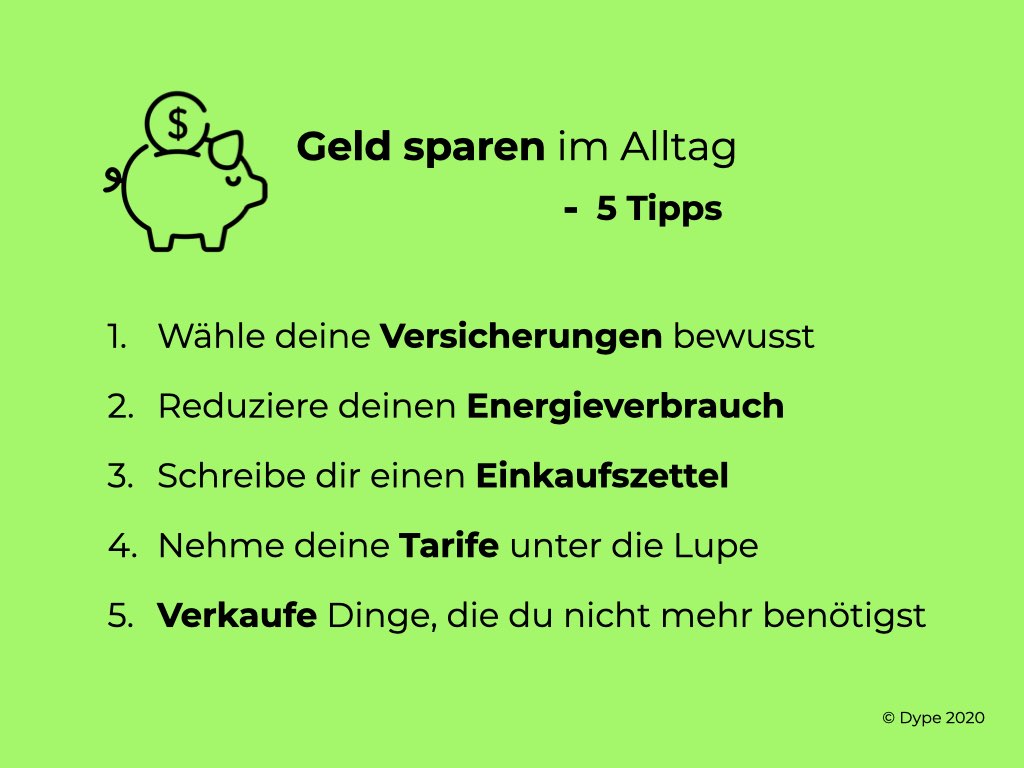 $
Geld sparen im Alltag
- 5 Tipps
1. Wähle deine Versicherungen bewusst
2. Reduziere deinen Energieverbrauch
3. Schreibe dir einen Einkaufszettel
4. Nehme deine Tarife unter die Lupe
5. Verkaufe Dinge, die du nicht mehr benötigst
© Dype 2020